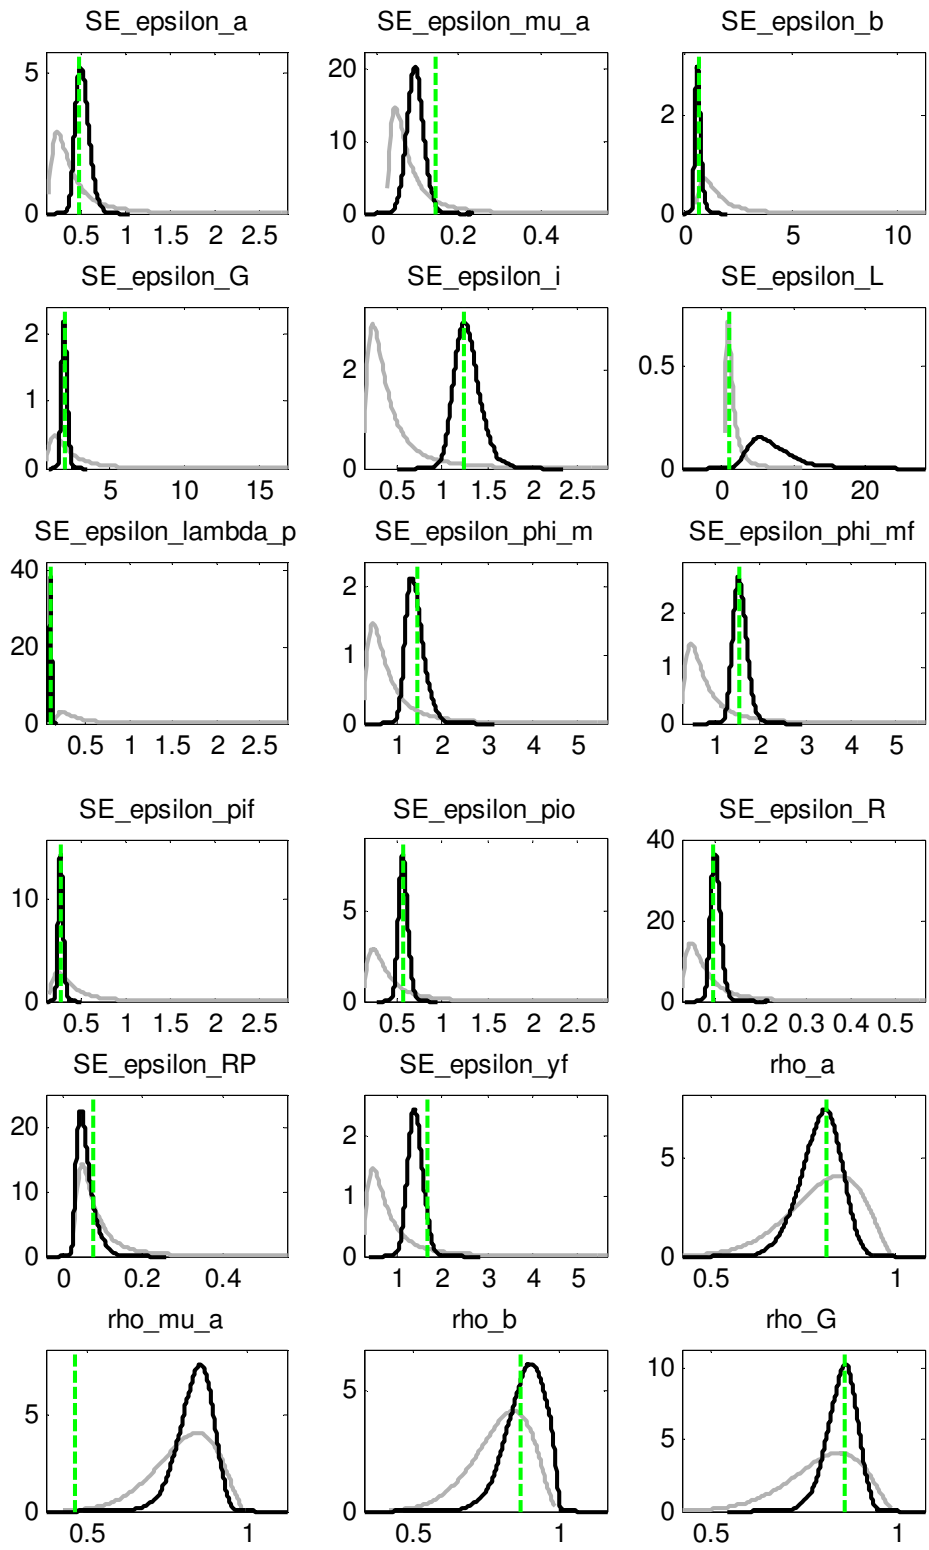 SE_epsilon_a SE_epsilon_mu_a SE_epsilon_b
5 20 10 0 2 0
0
0.5 1 1.5 2 2.5 0 0.2 0.4 0 5 10
SE_epsilon_G SE_epsilon_i SE_epsilon_L
2 1 0 2 0 0.5 0
5 10 15 0.5 1 1.5 2 2.5 0 10 20
SE_epsilon_lambda_p SE_epsilon_phi_m SE_epsilon_phi_mf
40 20 0 2 1 0 2 1 0
0.5 1 1.5 2 2.5 1 2 3 4 5 1 2 3 4 5
SE_epsilon_pif SE_epsilon_pio SE_epsilon_R
10 0 5 0 40 20 0
0.5 1 1.5 2 2.5 0.5 1 1.5 2 2.5 0.1 0.2 0.3 0.4 0.5
SE_epsilon_RP SE_epsilon_yf rho_a
20 10 0 2 1 0 5 0
0 0.2 0.4 1 2 3 4 5 0.5 1
rho_mu_a rho_b rho_G
5 0 5 0 10 5 0
0.5 1 0.5 1 0.5 1